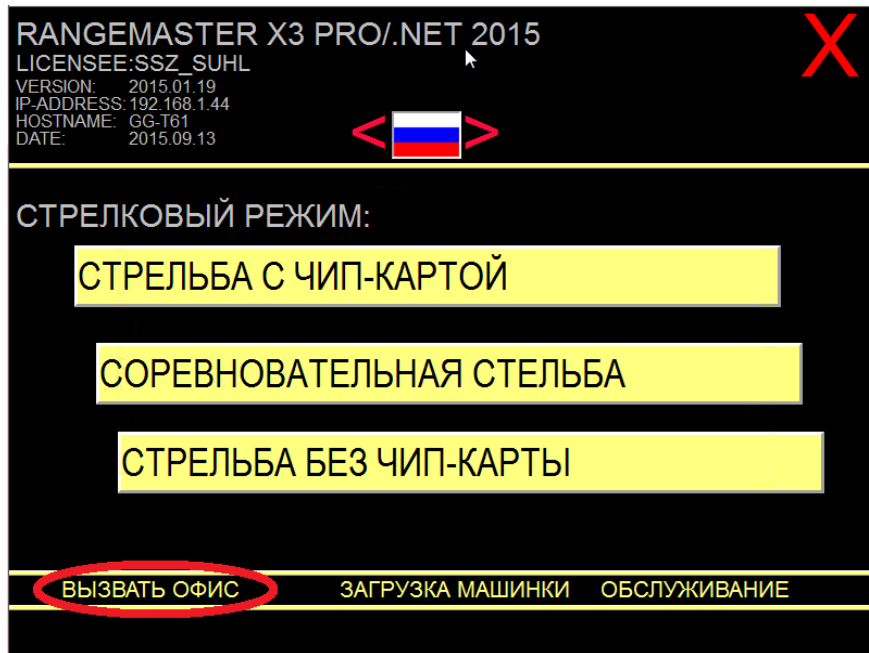 RANGEMASTER X3 PRO/.NET 2015
X
LICENSEE:SSZ_SUHL
VERSION: 2015.01.19
IP-ADDRESS: 192.168.1.44
HOSTNAME: GG-T61
DATE: 2015.09.13
< >
СТРЕЛКОВЫЙ РЕЖИМ:
СТРЕЛЬБА С ЧИП-КАРТОЙ
СОРЕВНОВАТЕЛЬНАЯ СТЕЛЬБА
СТРЕЛЬБА БЕЗ ЧИП-КАРТЫ
ВЫЗВАТЬ ОФИС ЗАГРУЗКА МАШИНКИ ОБСЛУЖИВАНИЕ